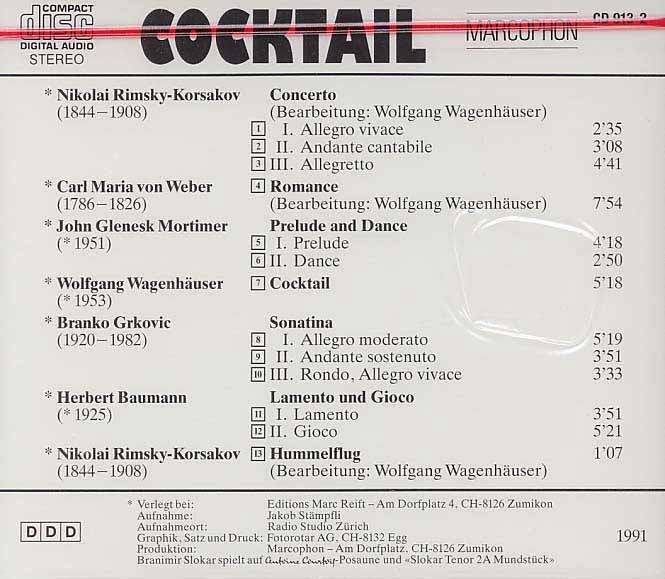 COMPACT
disc
DIGITAL AUDIO
STEREO
COCKTAIL
MARCOPHON
CD 913-2
* Nikolai Rimsky-Korsakov Concerto
(1844–1908) (Bearbeitung: Wolfgang Wagenhäuser)
1 I. Allegro vivace 2'35
2 II. Andante cantabile 3'08
3 III. Allegretto 4'41
* Carl Maria von Weber 4 Romance
(1786–1826) (Bearbeitung: Wolfgang Wagenhäuser) 7'54
* John Glenesk Mortimer Prelude and Dance
(* 1951) 5 I. Prelude 4'18
6 II. Dance 2'50
* Wolfgang Wagenhäuser 7 Cocktail 5'18
(* 1953)
* Branko Grkovic Sonatina
(1920–1982) 8 I. Allegro moderato 5'19
9 II. Andante sostenuto 3'51
10 III. Rondo, Allegro vivace 3'33
* Herbert Baumann Lamento und Gioco
(* 1925) 11 I. Lamento 3'51
12 II. Gioco 5'21
* Nikolai Rimsky-Korsakov 13 Hummelflug 1'07
(1844–1908) (Bearbeitung: Wolfgang Wagenhäuser)
DDD
* Verlegt bei: Editions Marc Reift – Am Dorfplatz 4, CH-8126 Zumikon
Aufnahme: Jakob Stämpfli
Aufnahmeort: Radio Studio Zürich
Graphik, Satz und Druck: Fotorotar AG, CH-8132 Egg
Produktion: Marcophon – Am Dorfplatz, CH-8126 Zumikon
Branimir Slokar spielt auf Antoine Courtois-Posaune und «Slokar Tenor 2A Mundstück»
1991